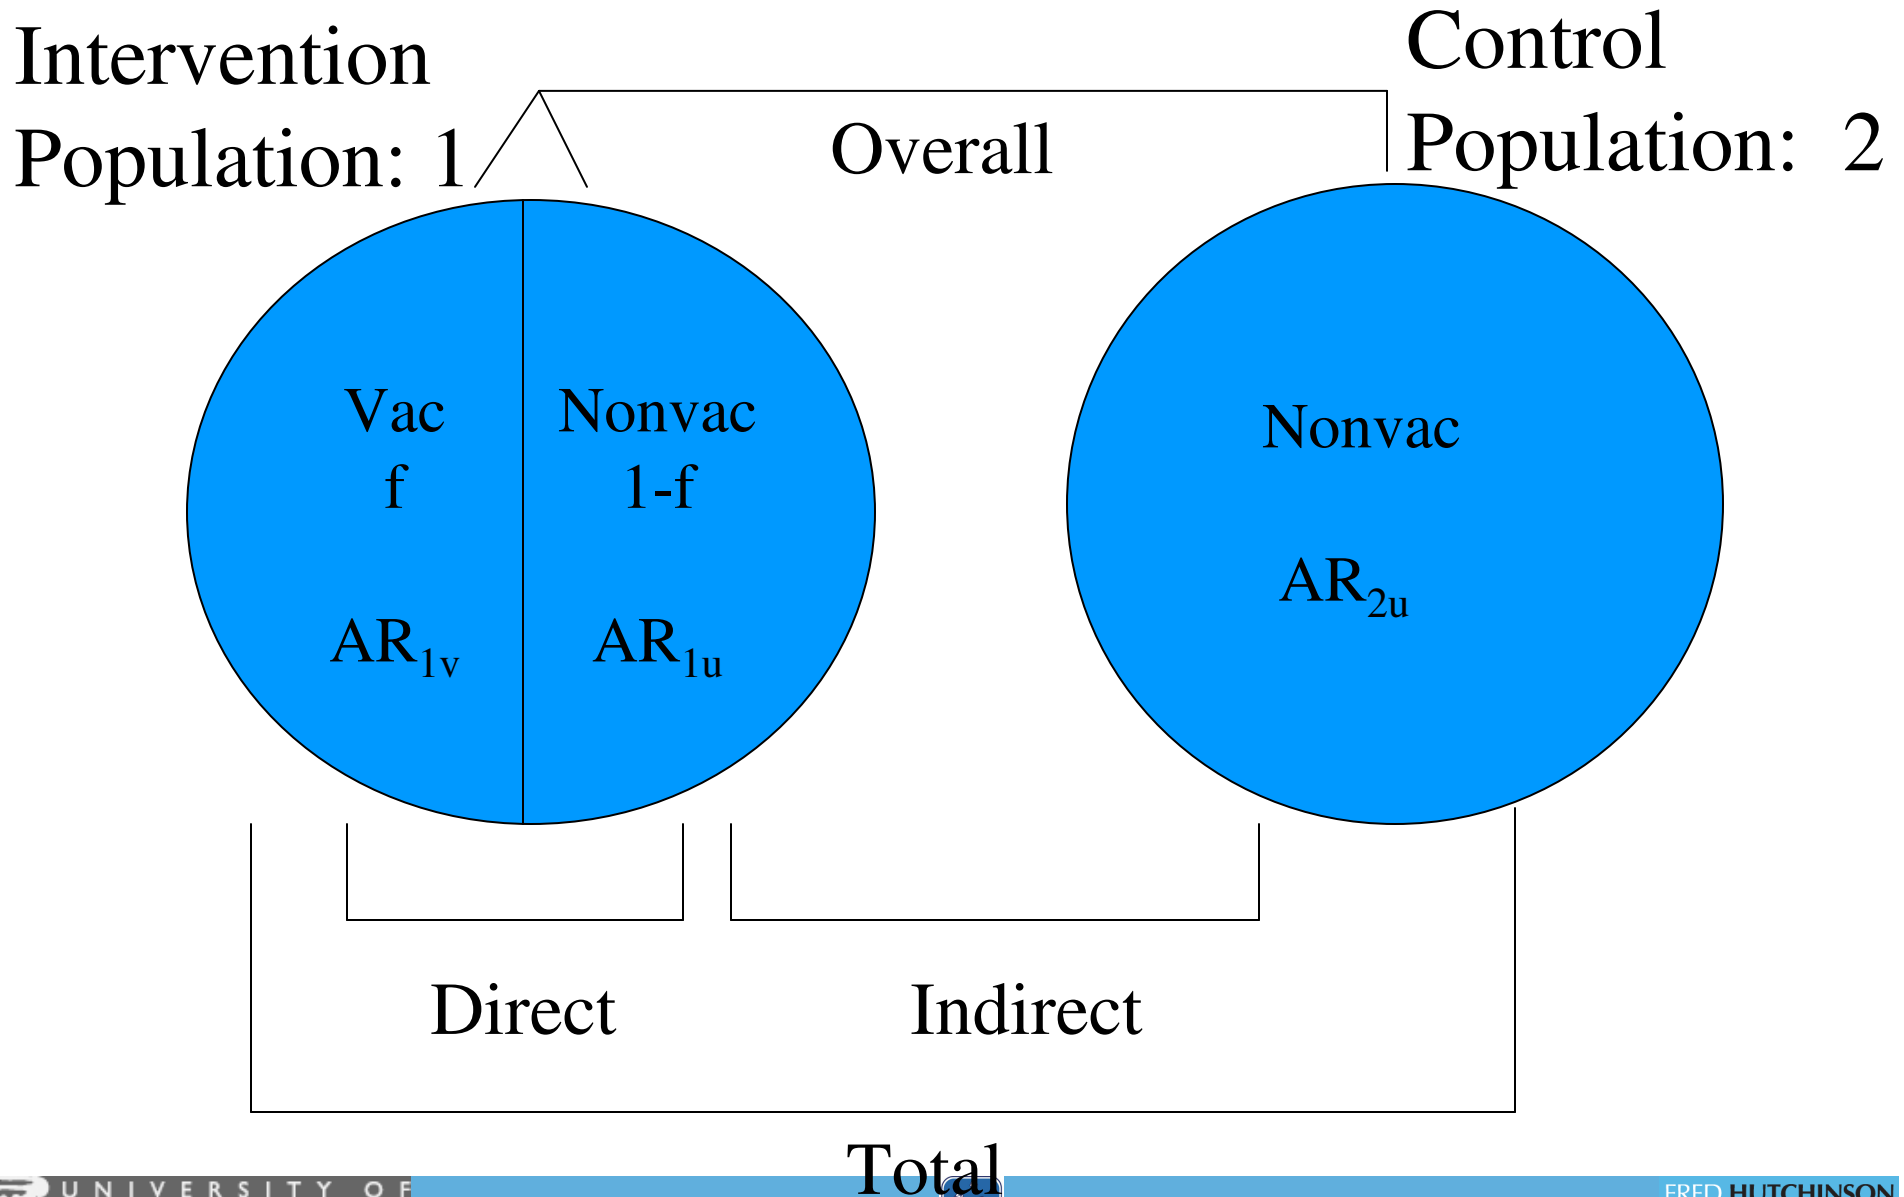 Intervention
Population: 1
Control
Population: 2
Overall
Vac
f
AR1v
Nonvac
1-f
AR1u
Nonvac
AR2u
Direct
Indirect
Total
UNIVERSITY OF
FRED HUTCHINSON